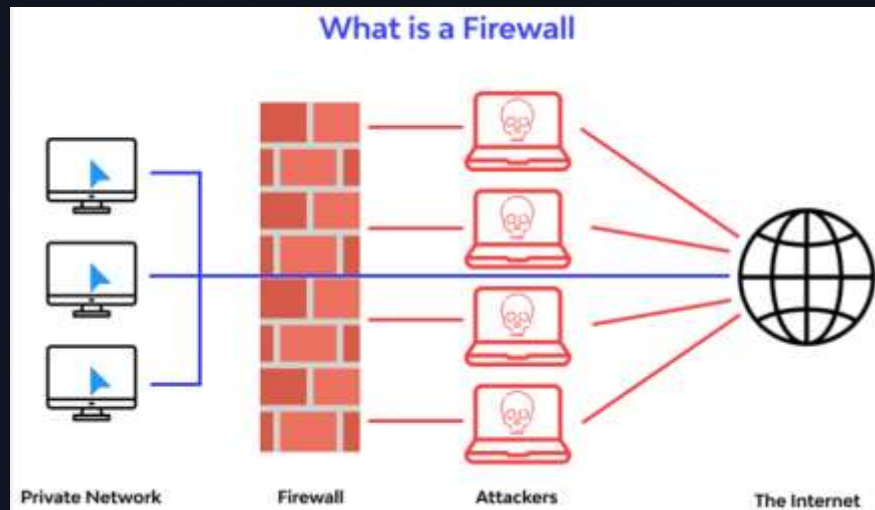 What is a Firewall
Private Network
Firewall
Attackers
The Internet